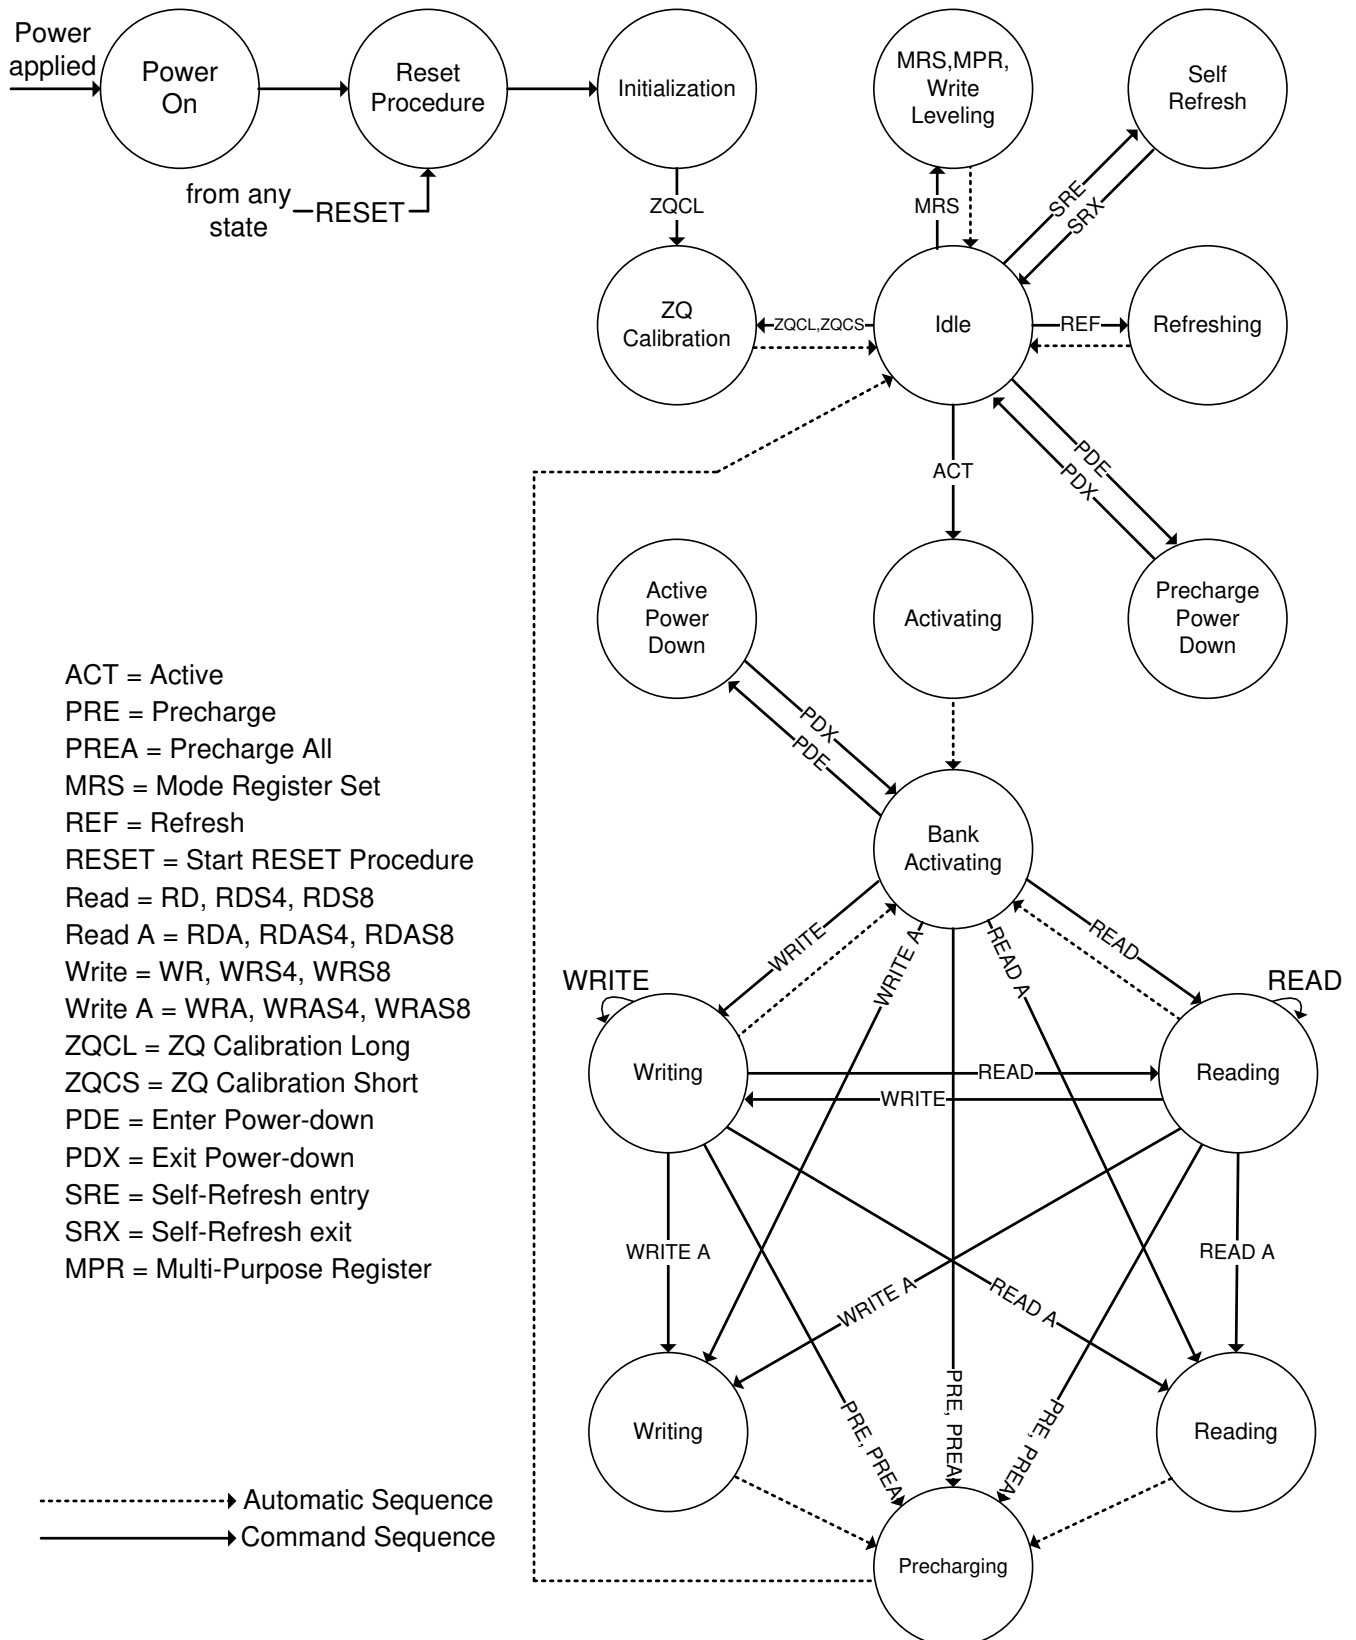 Power
applied
Power
On
Reset
Procedure
Initialization
MRS,MPR,
Write
Leveling
Self
Refresh
from any
state
RESET
ZQCL
MRS
SRE
SRX
ZQ
Calibration
ZQCL,ZQCS
Idle
REF
Refreshing
ACT
PDE
PDX
Active
Power
Down
Activating
Precharge
Power
Down
PDX
PDE
ACT = Active
PRE = Precharge
PREA = Precharge All
MRS = Mode Register Set
REF = Refresh
RESET = Start RESET Procedure
Read = RD, RDS4, RDS8
Read A = RDA, RDAS4, RDAS8
Write = WR, WRS4, WRS8
Write A = WRA, WRAS4, WRAS8
ZQCL = ZQ Calibration Long
ZQCS = ZQ Calibration Short
PDE = Enter Power-down
PDX = Exit Power-down
SRE = Self-Refresh entry
SRX = Self-Refresh exit
MPR = Multi-Purpose Register
Bank
Activating
WRITE
WRITE A
READ A
READ
WRITE
READ
Writing
READ
WRITE
Reading
WRITE A
WRITE A
READ A
READ A
PRE, PREA
PRE, PREA
PRE, PREA
Writing
Reading
Precharging
Automatic Sequence
Command Sequence